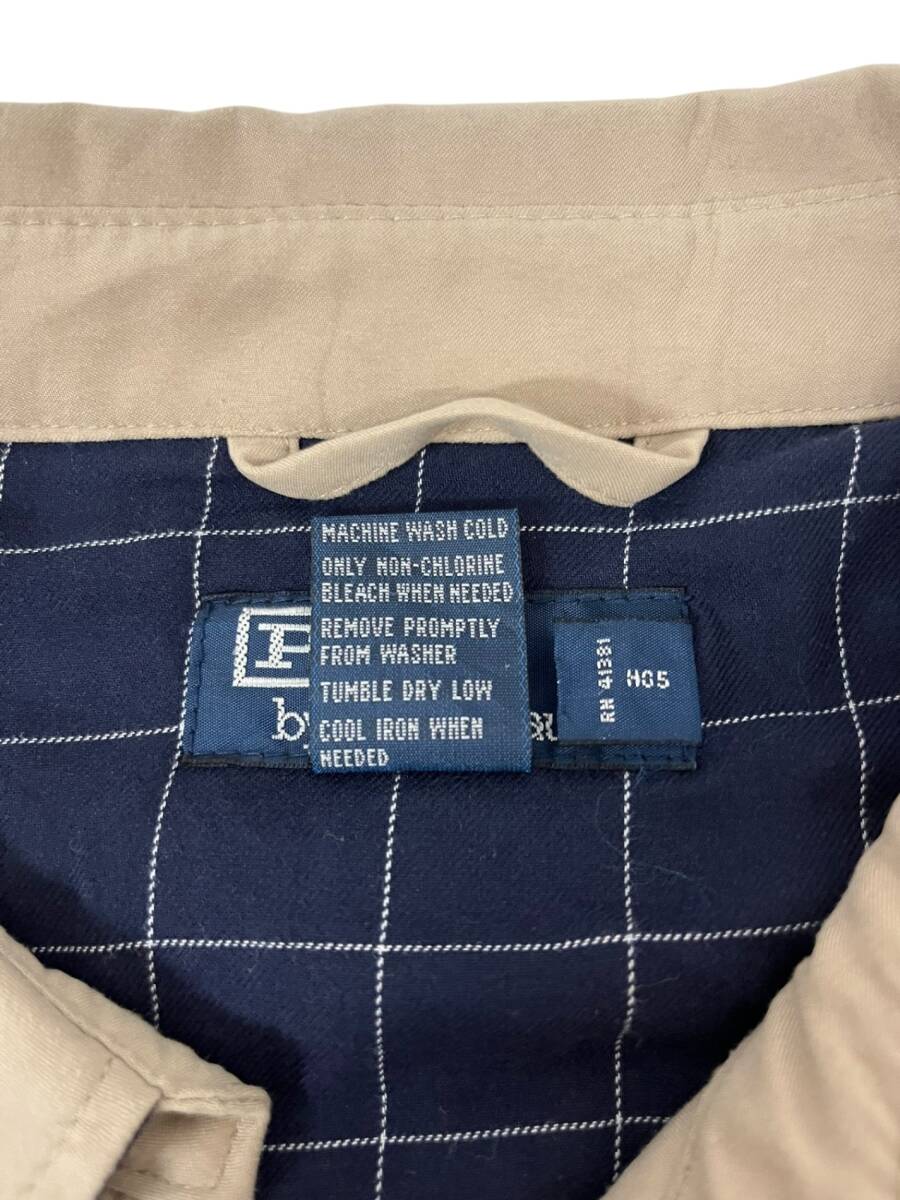 MACHINE WASH COLD
ONLY NON-CHLORINE
BLEACH WHEN NEEDED
REMOVE PROMPTLY
FROM WASHER
TUMBLE DRY LOW
COOL IRON WHEN
NEEDED
P
by
RN 41381
HG5